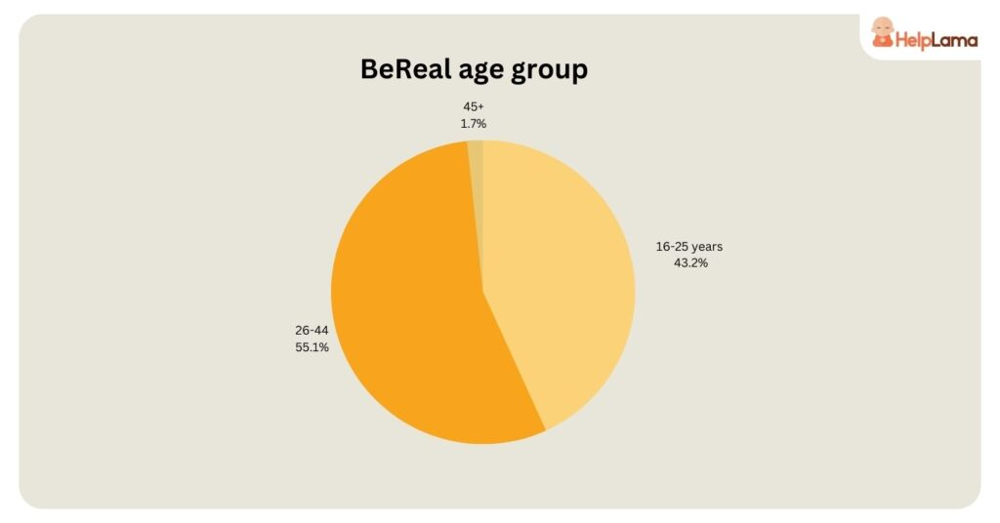 HelpLama
BeReal age group
45+
1.7%
16-25 years
43.2%
26-44
55.1%